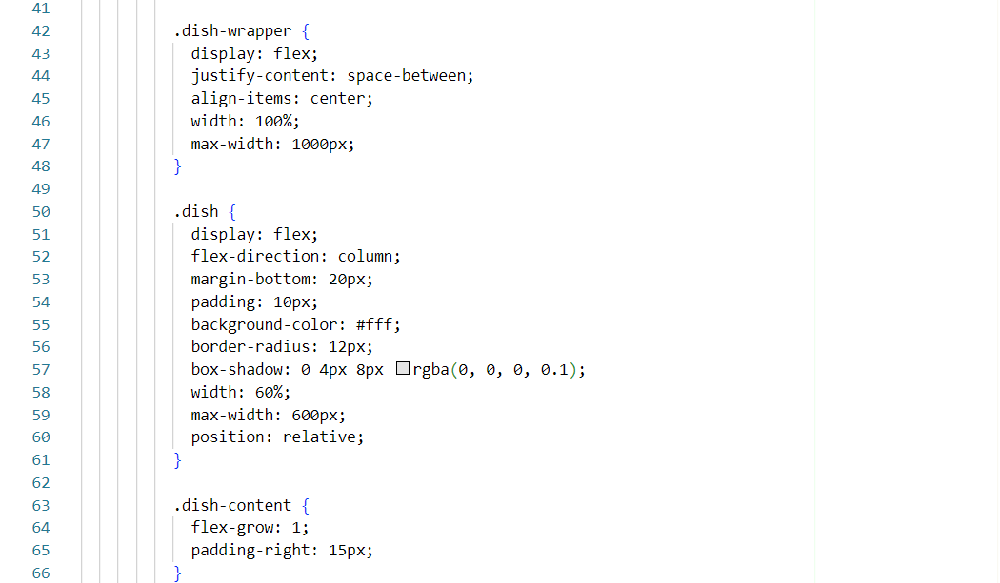 41
42 .dish-wrapper {
43 display: flex;
44 justify-content: space-between;
45 align-items: center;
46 width: 100%;
47 max-width: 1000px;
48 }
49
50 .dish {
51 display: flex;
52 flex-direction: column;
53 margin-bottom: 20px;
54 padding: 10px;
55 background-color: #fff;
56 border-radius: 12px;
57 box-shadow: 0 4px 8px rgba(0, 0, 0, 0.1);
58 width: 60%;
59 max-width: 600px;
60 position: relative;
61 }
62
63 .dish-content {
64 flex-grow: 1;
65 padding-right: 15px;
66 }